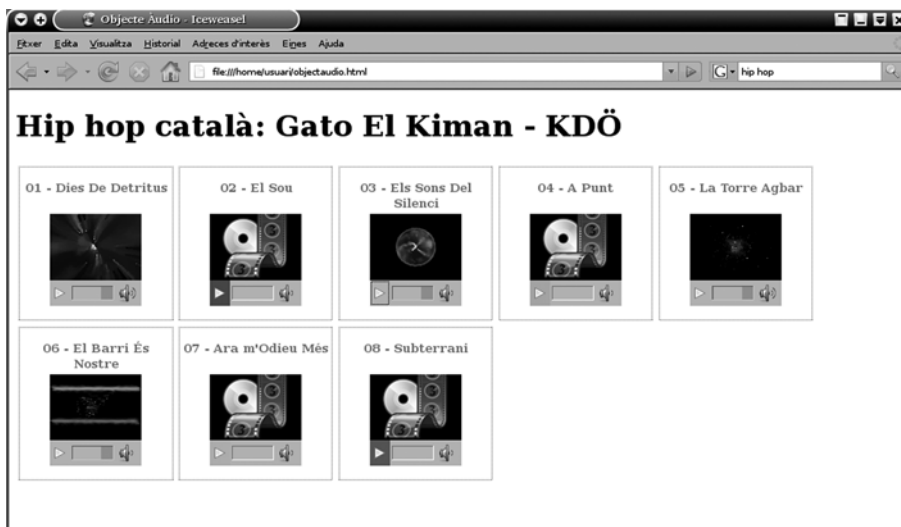 Objecte Àudio - Iceweasel
Fitxer Edita Visualitza Historial Adreces d'interès Eines Ajuda
file:///home/usuari/objectaudio.html
G hip hop
Hip hop català: Gato El Kiman - KDÖ
01 - Dies De Detritus
02 - El Sou
03 - Els Sons Del
Silenci
04 - A Punt
05 - La Torre Agbar
06 - El Barri És
Nostre
07 - Ara m'Odieu Més
08 - Subterrani